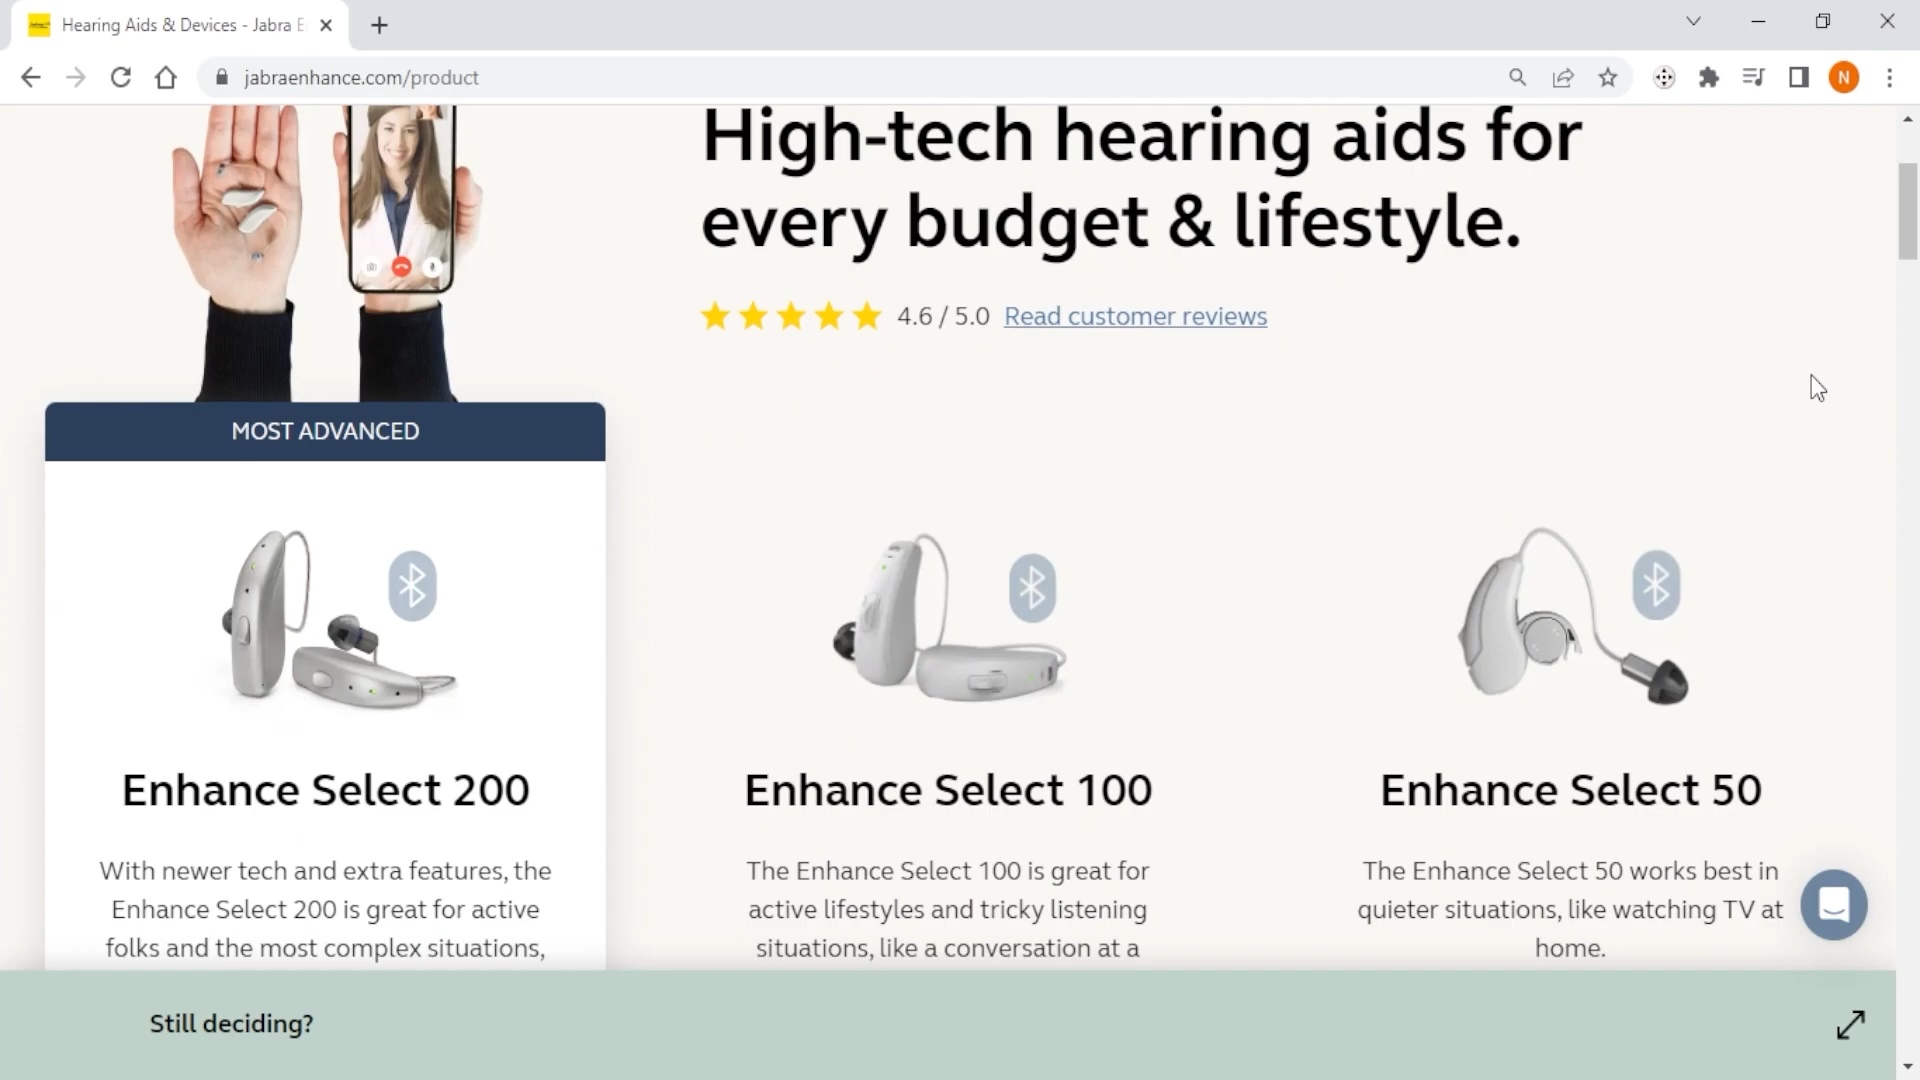 Hearing Aids & Devices - Jabra E
jabraenhance.com/product
N
High-tech hearing aids for
every budget & lifestyle.
4.6 / 5.0 Read customer reviews
MOST ADVANCED
Enhance Select 200
With newer tech and extra features, the
Enhance Select 200 is great for active
folks and the most complex situations,
Enhance Select 100
The Enhance Select 100 is great for
active lifestyles and tricky listening
situations, like a conversation at a
Enhance Select 50
The Enhance Select 50 works best in
quieter situations, like watching TV at
home.
Still deciding?